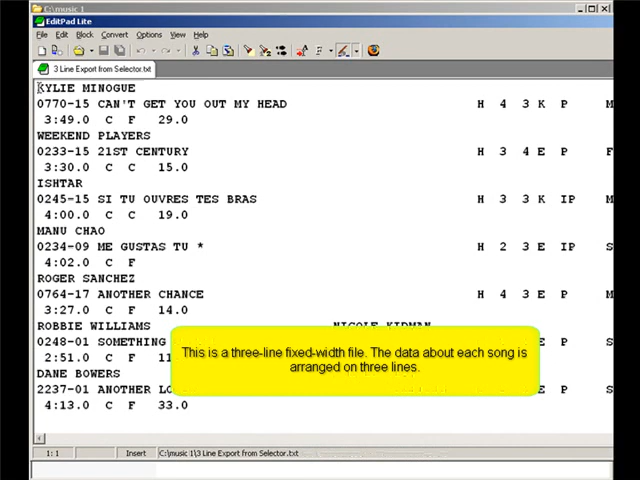 C:\music 1
EditPad Lite
File Edit Block Convert Options View Help
3 Line Export from Selector.txt
KYLIE MINOGUE
0770-15 CAN'T GET YOU OUT MY HEAD H 4 3 K P M
3:49.0 C F 29.0
WEEKEND PLAYERS
0233-15 21ST CENTURY H 3 4 E P F
3:30.0 C C 15.0
ISHTAR
0245-15 SI TU OUVRES TES BRAS H 3 3 K IP M
4:00.0 C C 19.0
MANU CHAO
0234-09 ME GUSTAS TU * H 2 3 E IP S
4:02.0 C F
ROGER SANCHEZ
0764-17 ANOTHER CHANCE H 4 3 E P M
3:27.0 C F 14.0
ROBBIE WILLIAMS NICOLE KIDMAN
0248-01 SOMETHING E P S
2:51.0 C F
DANE BOWERS
2237-01 ANOTHER E P S
4:13.0 C F 33.0
This is a three-line fixed-width file. The data about each song is
arranged on three lines.
1: 1 Insert C:\music 1\3 Line Export from Selector.txt